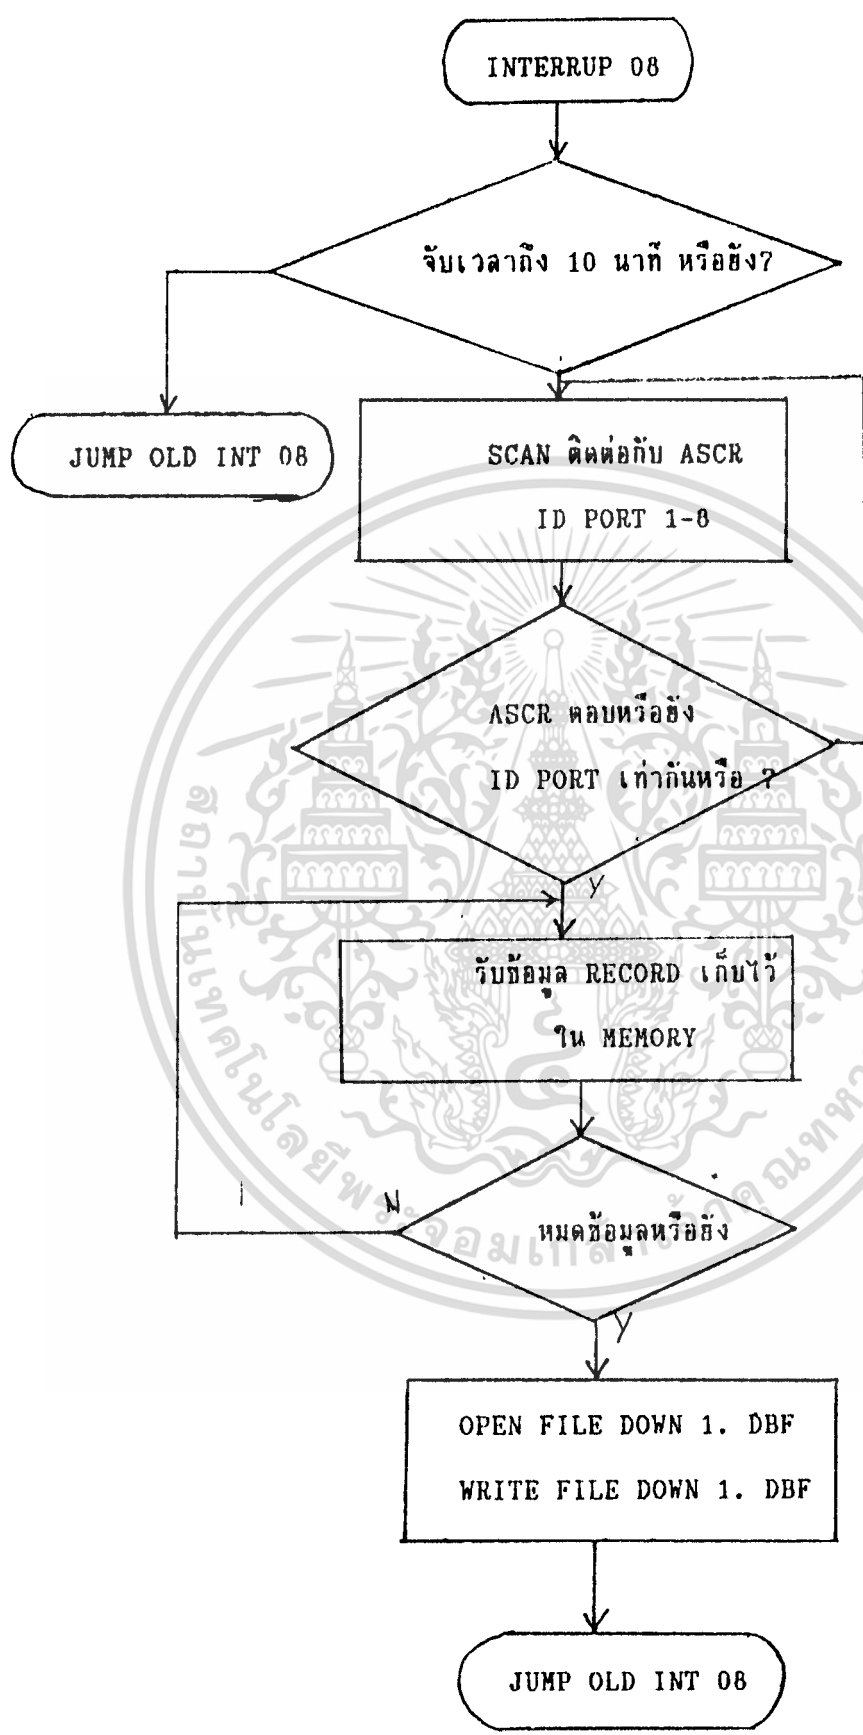 INTERRUP 08
จับเวลาถึง 10 นาที หรือยัง?
JUMP OLD INT 08
SCAN ติดต่อกับ ASCR
ID PORT 1-8
ASCR ตอบหรือยัง
ID PORT เท่ากันหรือ ?
Y
รับข้อมูล RECORD เก็บไว้
ใน MEMORY
N
หมดข้อมูลหรือยัง
Y
OPEN FILE DOWN 1. DBF
WRITE FILE DOWN 1. DBF
JUMP OLD INT 08